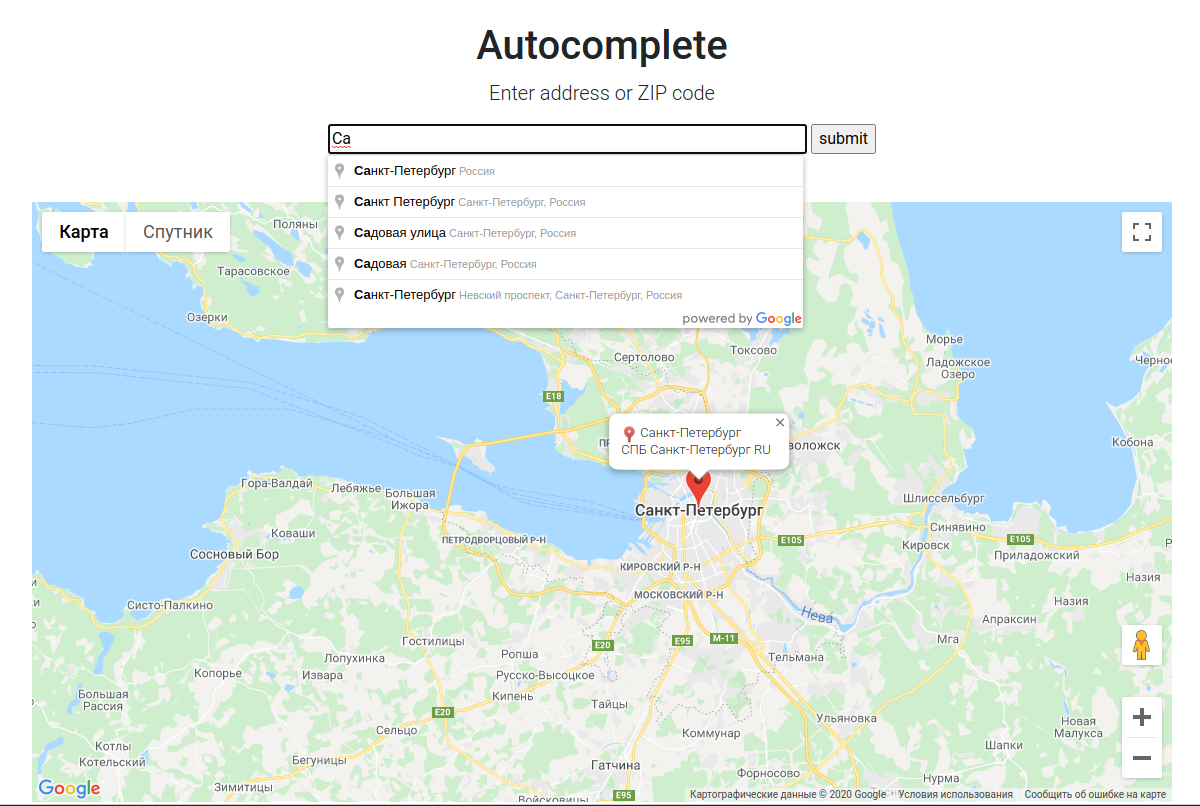 Autocomplete
Enter address or ZIP code
Са submit
Санкт-Петербург Россия
Санкт Петербург Санкт-Петербург, Россия
Садовая улица Санкт-Петербург, Россия
Садовая Санкт-Петербург, Россия
Санкт-Петербург Невский проспект, Санкт-Петербург, Россия
powered by Google
Карта Спутник
Поляны
Тарасовское
Озерки
Морье
Сертолово
Токсово
Ладожское
Озеро
E18
Санкт-Петербург
СПБ Санкт-Петербург RU
Кобона
Гора-Валдай
Лебяжье
Большая
Ижора
Шлиссельбург
Санкт-Петербург
Коваши
Синявино
ПЕТРОДВОРЦОВЫЙ Р-Н
E105
E105
Кировск
Приладожский
Сосновый Бор
КИРОВСКИЙ Р-Н
Назия
МОСКОВСКИЙ Р-Н
Назия
Систо-Палкино
Нева
Апраксин
Гостилицы
E20
E95
М-11
Мга
Лопухинка
Ропша
Тельмана
Копорье
Извара
Русско-Высоцкое
Большая
Россия
Кипень
Тайцы
E20
Ульяновка
Новая
Малукса
Сельцо
Коммунар
Котлы
Шапки
Котельский
Бегуницы
Гатчина
Форносово
Нурма
Зимитицы
E95
Войсковицы
Google
Картографические данные © 2020 Google Условия использования Сообщить об ошибке на карте